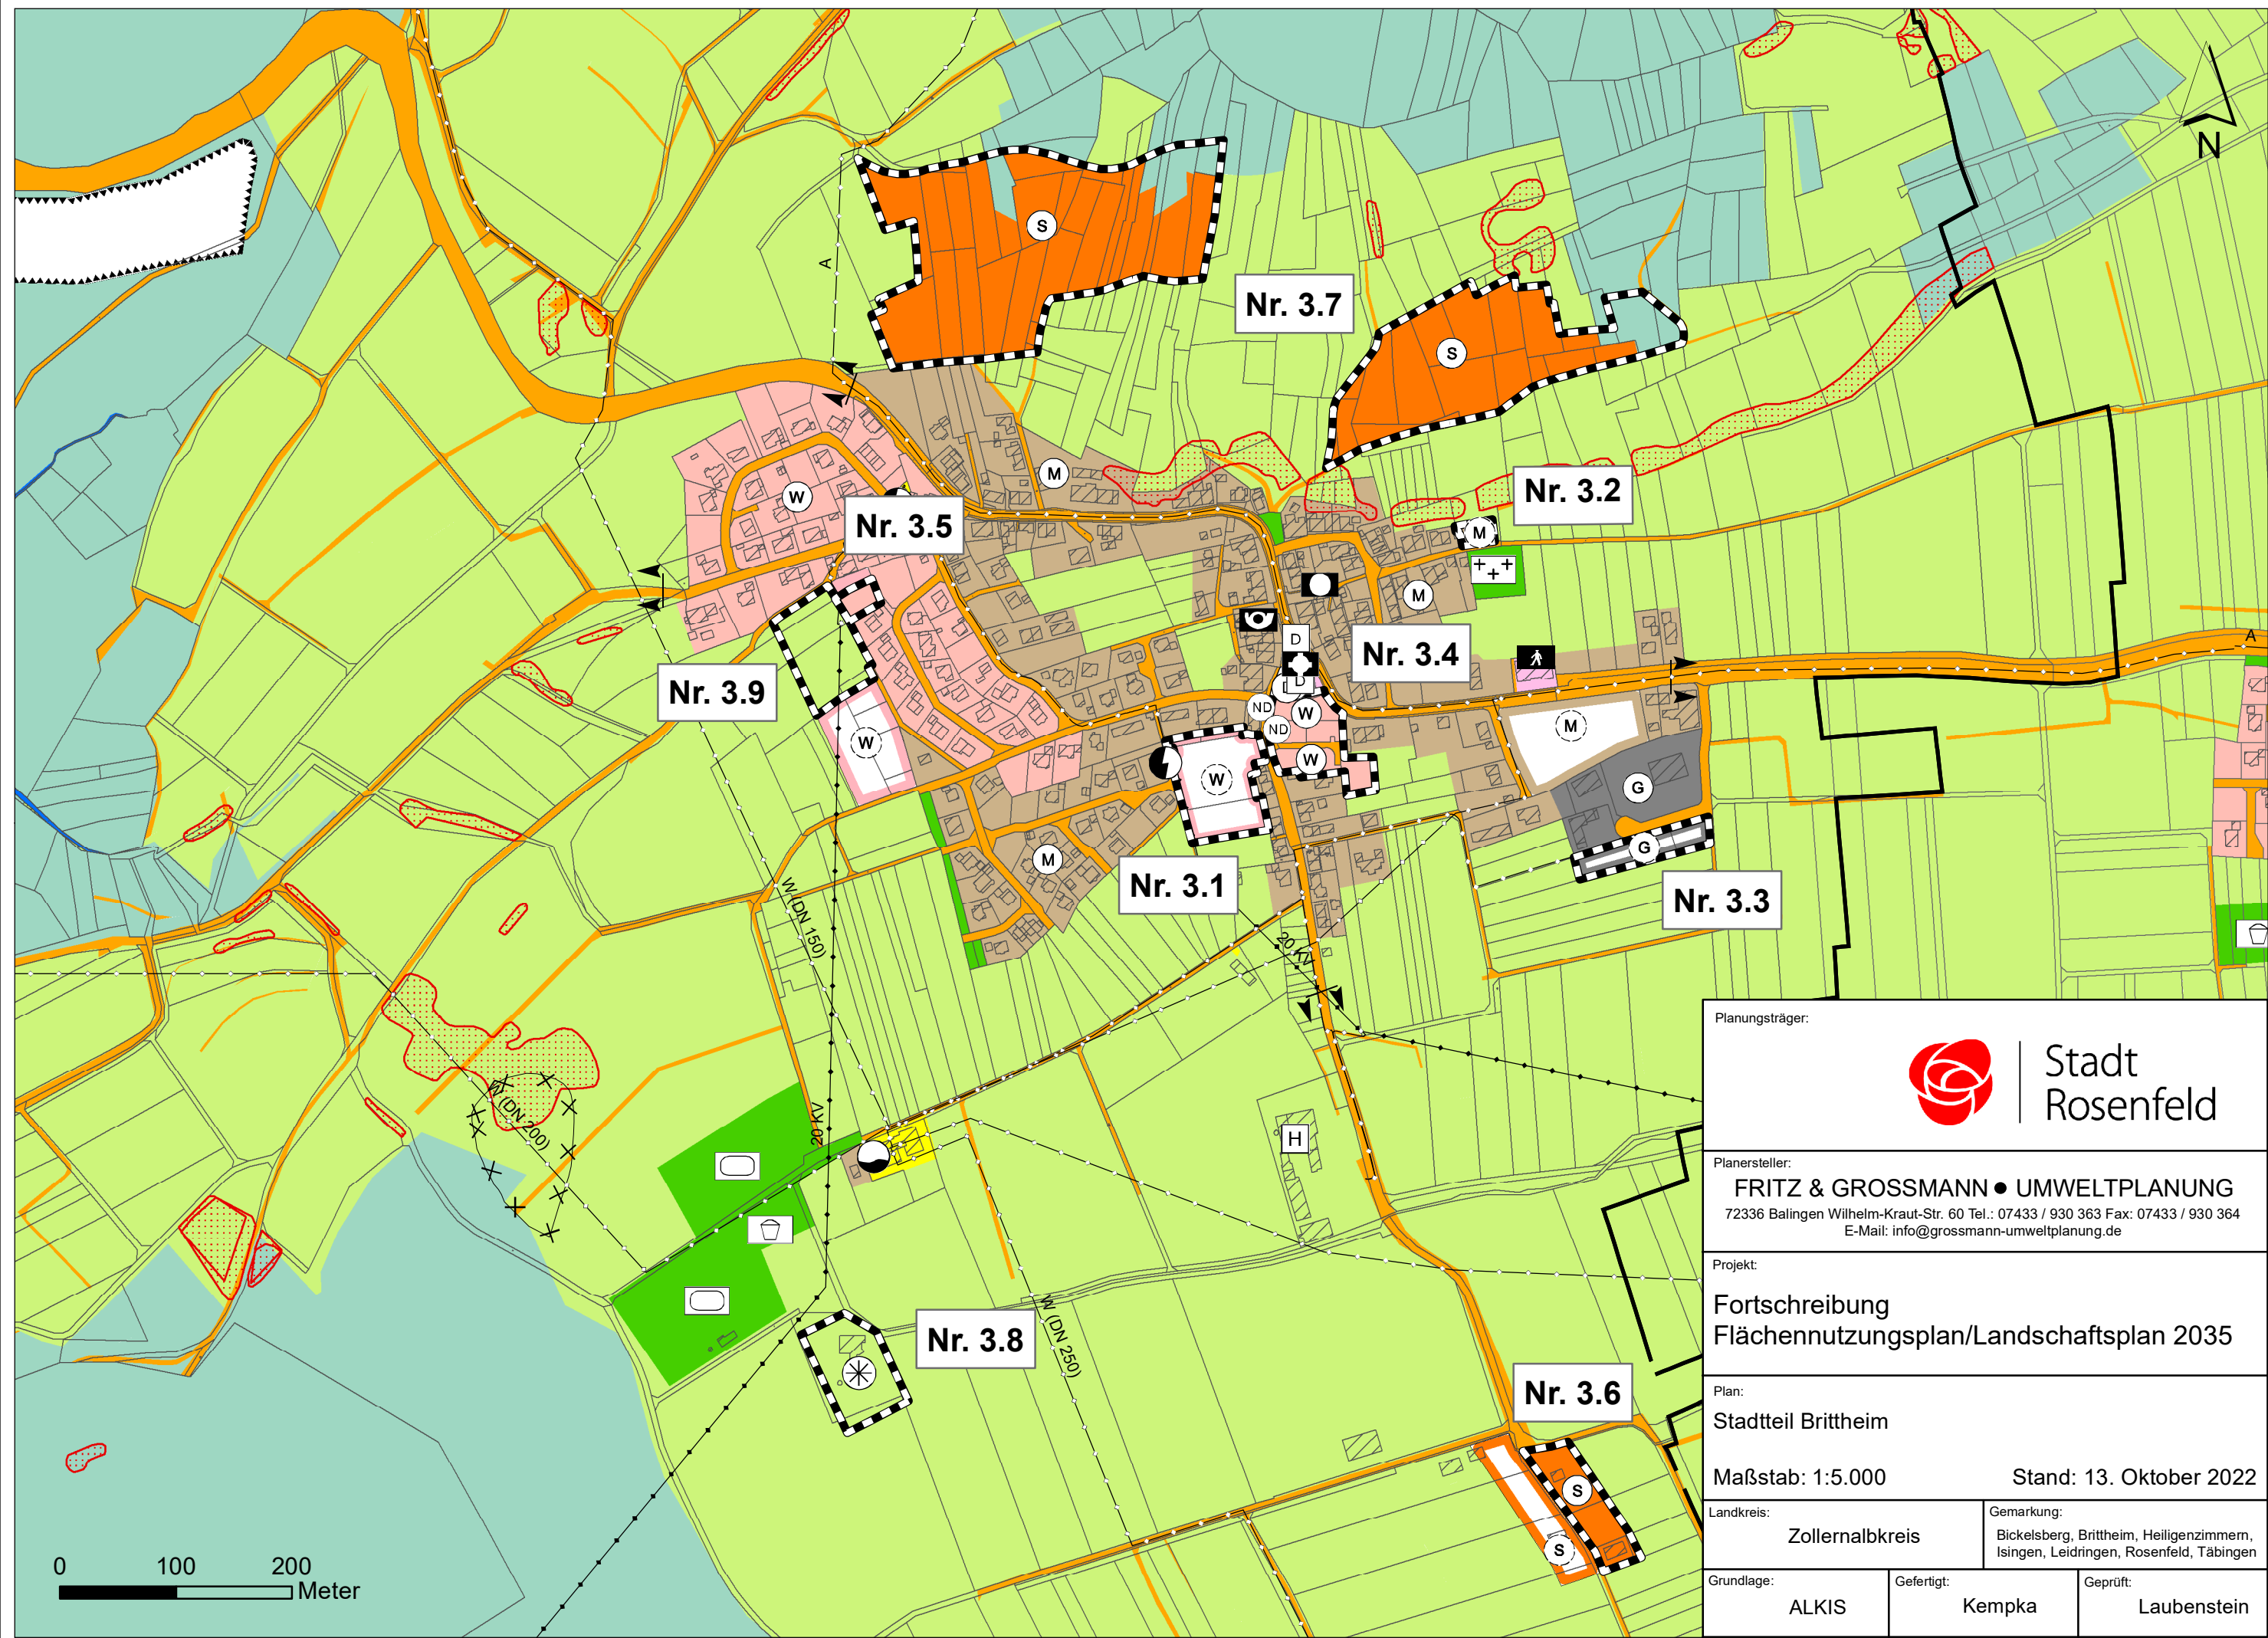 N
S
A
Nr. 3.7
S
M
W
Nr. 3.2
Nr. 3.5
M
M
D
A
Nr. 3.4
Nr. 3.9
D
ND
W
ND
M
W
W
W
G
G
M
Nr. 3.1
Nr. 3.3
W (DN 150)
20 KV
W (DN 200)
20 KV
H
W (DN 250)
Nr. 3.8
Nr. 3.6
S
S
0 100 200
Meter
Planungsträger:
Stadt
Rosenfeld
Planersteller:
FRITZ & GROSSMANN ● UMWELTPLANUNG
72336 Balingen Wilhelm-Kraut-Str. 60 Tel.: 07433 / 930 363 Fax: 07433 / 930 364
E-Mail: info@grossmann-umweltplanung.de
Projekt:
Fortschreibung
Flächennutzungsplan/Landschaftsplan 2035
Plan:
Stadtteil Brittheim
Maßstab: 1:5.000 Stand: 13. Oktober 2022
Landkreis:
Zollernalbkreis
Gemarkung:
Bickelsberg, Brittheim, Heiligenzimmern,
Isingen, Leidringen, Rosenfeld, Täbingen
Grundlage:
ALKIS
Gefertigt:
Kempka
Geprüft:
Laubenstein